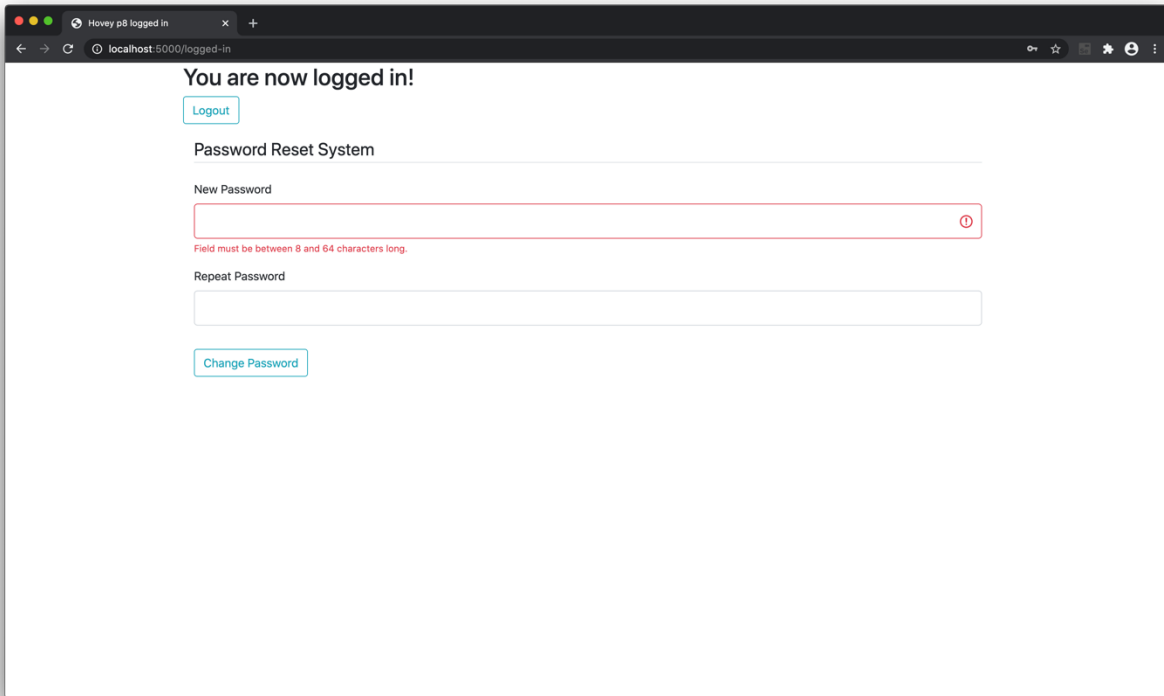 Hovey p8 logged in
localhost:5000/logged-in
You are now logged in!
Logout
Password Reset System
New Password
Field must be between 8 and 64 characters long.
Repeat Password
Change Password